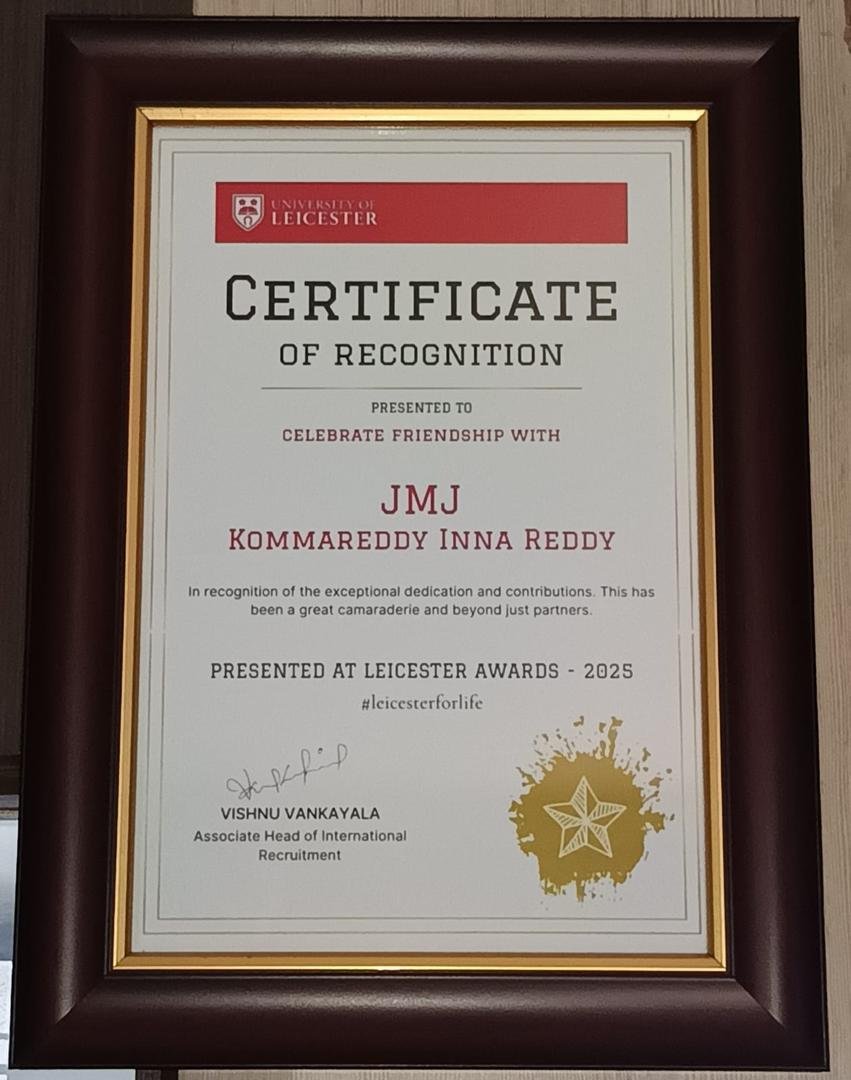 UNIVERSITY OF
LEICESTER
CERTIFICATE
OF RECOGNITION
PRESENTED TO
CELEBRATE FRIENDSHIP WITH
JMJ
KOMMAREDDY INNA REDDY
In recognition of the exceptional dedication and contributions. This has
been a great camaraderie and beyond just partners.
PRESENTED AT LEICESTER AWARDS - 2025
#leicesterforlife
VISHNU VANKAYALA
Associate Head of International
Recruitment